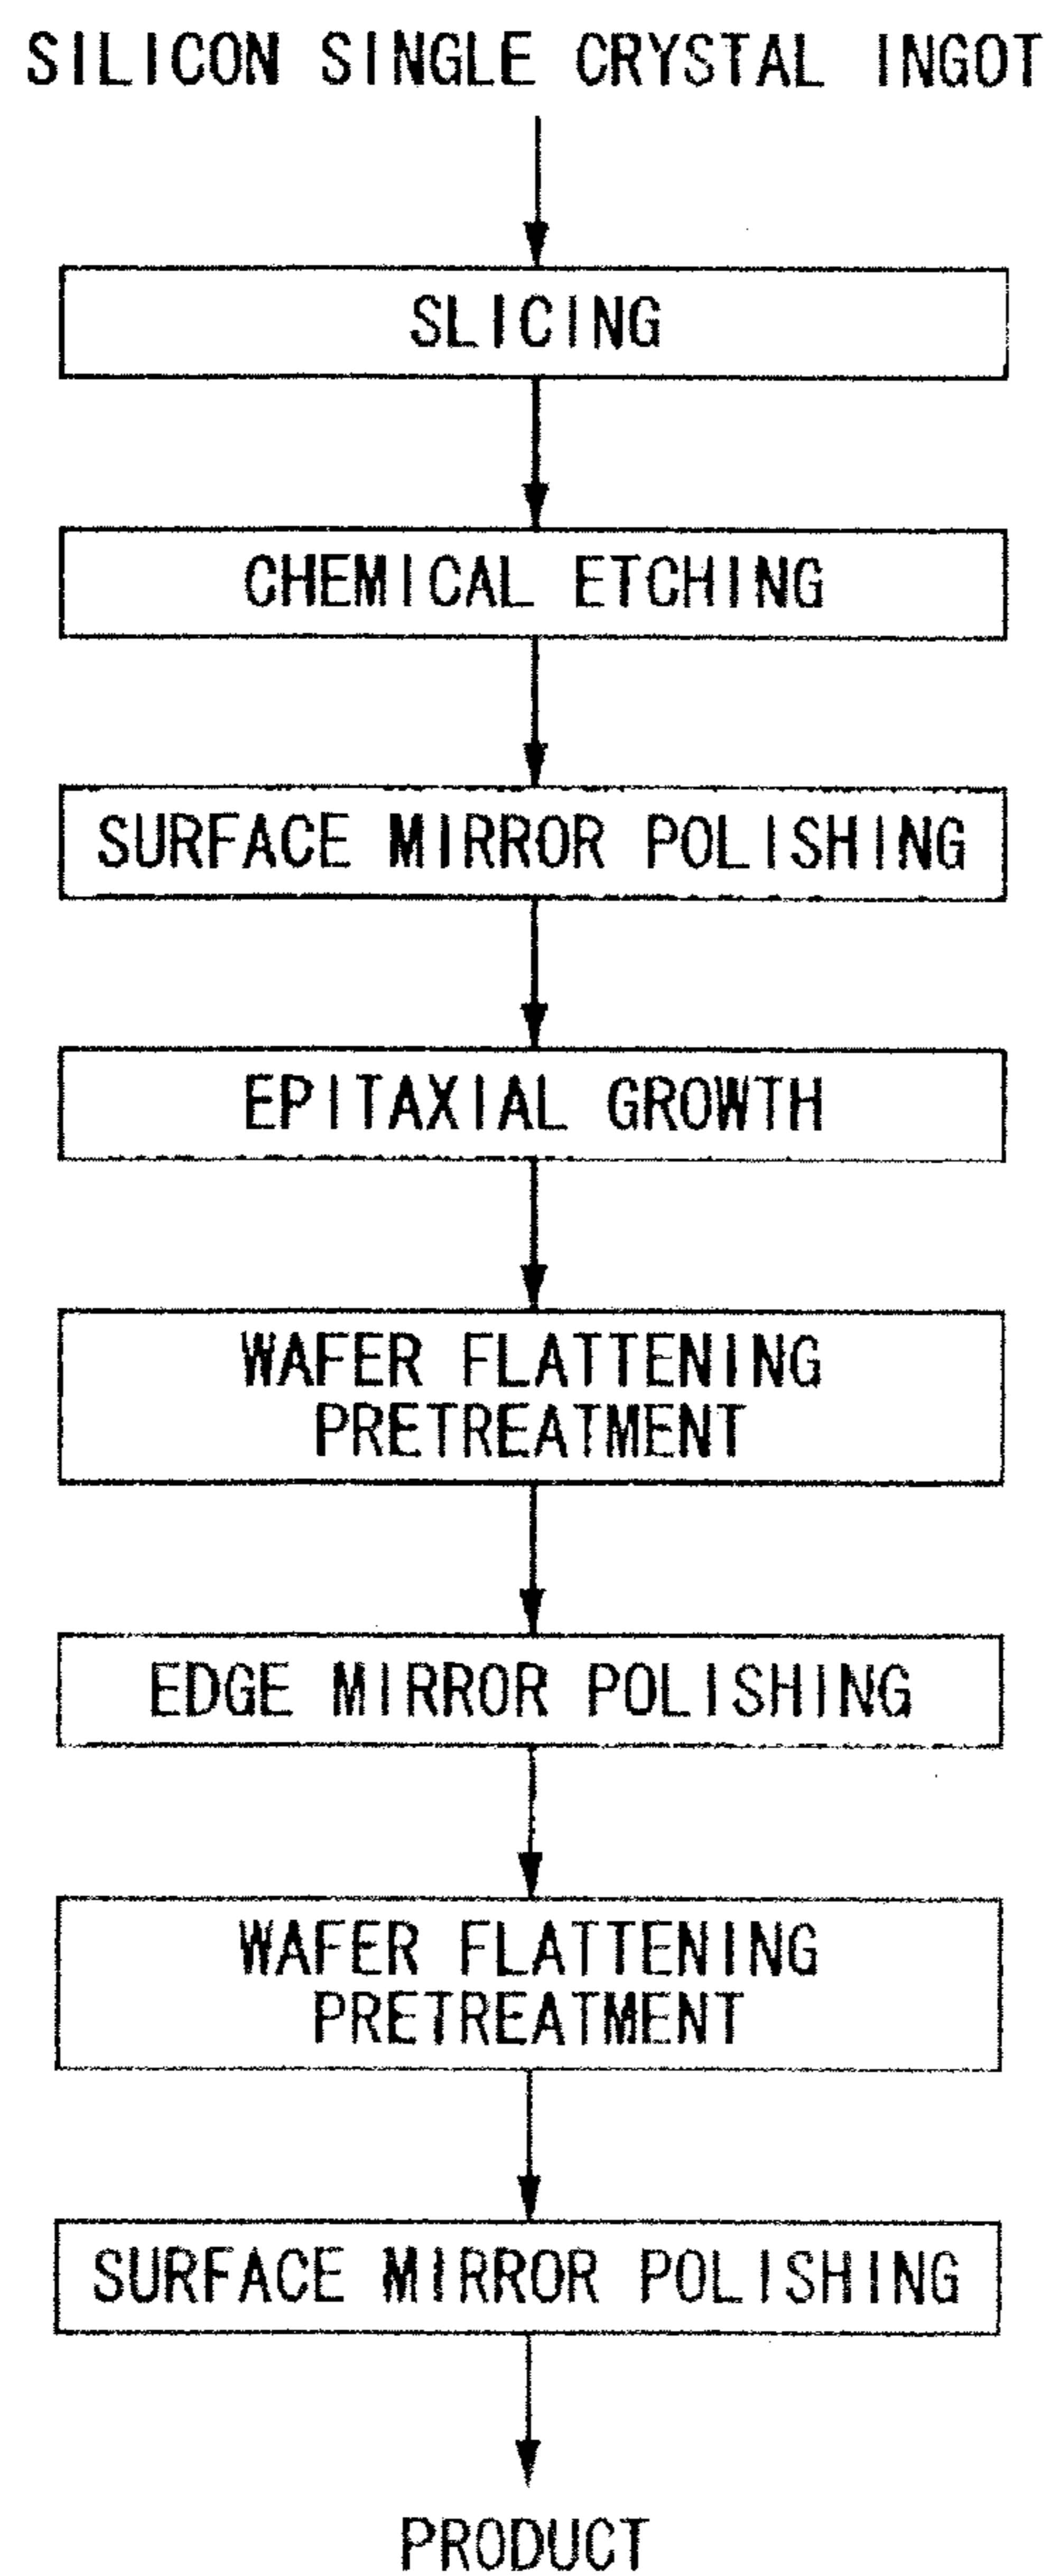 SILICON SINGLE CRYSTAL INGOT
SLICING
CHEMICAL ETCHING
SURFACE MIRROR POLISHING
EPITAXIAL GROWTH
WAFER FLATTENING
PRETREATMENT
EDGE MIRROR POLISHING
WAFER FLATTENING
PRETREATMENT
SURFACE MIRROR POLISHING
PRODUCT